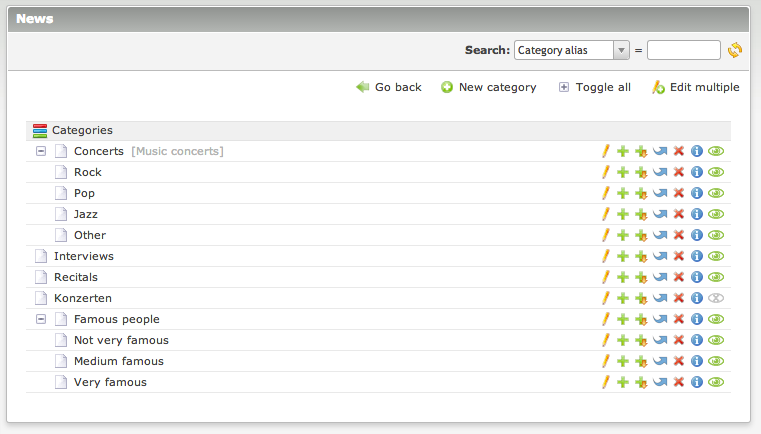 News
Search: Category alias =
Go back New category Toggle all Edit multiple
Categories
Concerts [Music concerts]
Rock
Pop
Jazz
Other
Interviews
Recitals
Konzerten
Famous people
Not very famous
Medium famous
Very famous